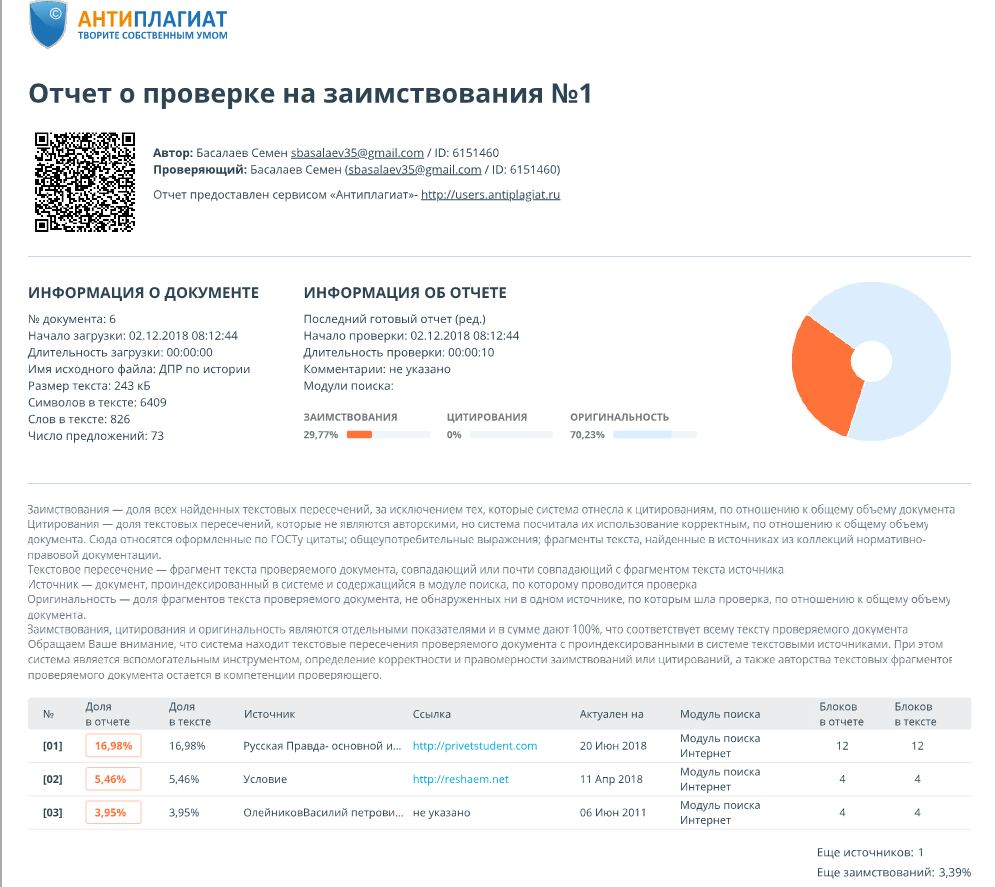 ©
АНТИПЛАГИАТ
ТВОРИТЕ СОБСТВЕННЫМ УМОМ
Отчет о проверке на заимствования №1
Автор: Басалаев Семен sbasalaev35@gmail.com / ID: 6151460
Проверяющий: Басалаев Семен (sbasalaev35@gmail.com / ID: 6151460)
Отчет предоставлен сервисом «Антиплагиат»- http://users.antiplagiat.ru
ИНФОРМАЦИЯ О ДОКУМЕНТЕ
№ документа: 6
Начало загрузки: 02.12.2018 08:12:44
Длительность загрузки: 00:00:00
Имя исходного файла: ДПР по истории
Размер текста: 243 кБ
Символов в тексте: 6409
Слов в тексте: 826
Число предложений: 73
ИНФОРМАЦИЯ ОБ ОТЧЕТЕ
Последний готовый отчет (ред.)
Начало проверки: 02.12.2018 08:12:44
Длительность проверки: 00:00:10
Комментарии: не указано
Модули поиска:
ЗАИМСТВОВАНИЯ ЦИТИРОВАНИЯ ОРИГИНАЛЬНОСТЬ
29,77% 0% 70,23%
Заимствования — доля всех найденных текстовых пересечений, за исключением тех, которые система отнесла к цитированиям, по отношению к общему объему документа
Цитирования — доля текстовых пересечений, которые не являются авторскими, но система посчитала их использование корректным, по отношению к общему объему
документа. Сюда относятся оформленные по ГОСТу цитаты; общеупотребительные выражения; фрагменты текста, найденные в источниках из коллекций нормативно-
правовой документации.
Текстовое пересечение — фрагмент текста проверяемого документа, совпадающий или почти совпадающий с фрагментом текста источника
Источник — документ, проиндексированный в системе и содержащийся в модуле поиска, по которому проводится проверка
Оригинальность — доля фрагментов текста проверяемого документа, не обнаруженных ни в одном источнике, по которым шла проверка, по отношению к общему объему
документа.
Заимствования, цитирования и оригинальность являются отдельными показателями и в сумме дают 100%, что соответствует всему тексту проверяемого документа
Обращаем Ваше внимание, что система находит текстовые пересечения проверяемого документа с проиндексированными в системе текстовыми источниками. При этом
система является вспомогательным инструментом, определение корректности и правомерности заимствований или цитирований, а также авторства текстовых фрагментов
проверяемого документа остается в компетенции проверяющего.
№ Доля в отчете Доля в тексте Источник Ссылка Актуален на Модуль поиска Блоков в отчете Блоков в тексте
[01] 16,98% 16,98% Русская Правда- основной и... http://privetstudent.com 20 Июн 2018 Модуль поиска Интернет 12 12
[02] 5,46% 5,46% Условие http://reshaem.net 11 Апр 2018 Модуль поиска Интернет 4 4
[03] 3,95% 3,95% ОлейниковВасилий петрови... не указано 06 Июн 2011 Модуль поиска Интернет 4 4
Еще источников: 1
Еще заимствований: 3,39%